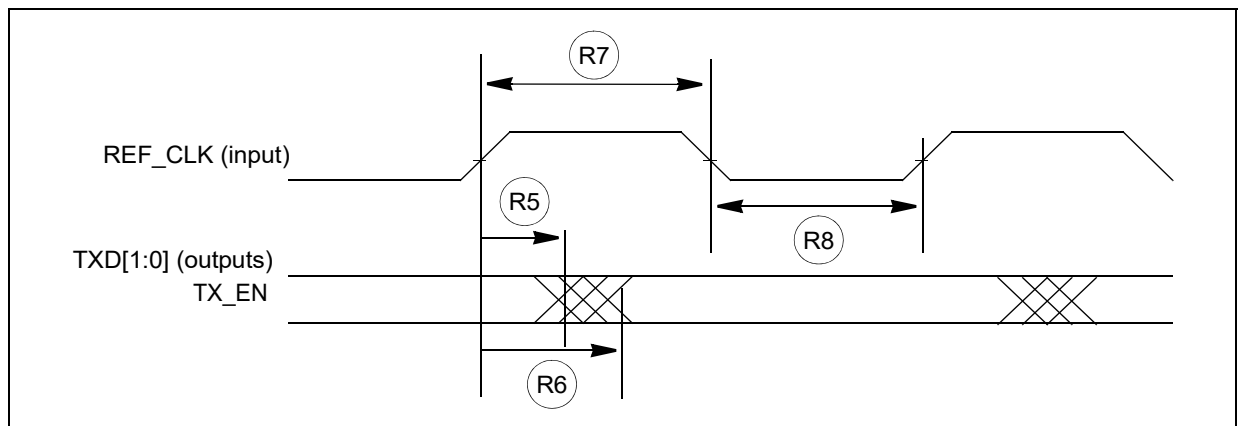 R7
REF_CLK (input)
R5
R8
TXD[1:0] (outputs)
TX_EN
R6